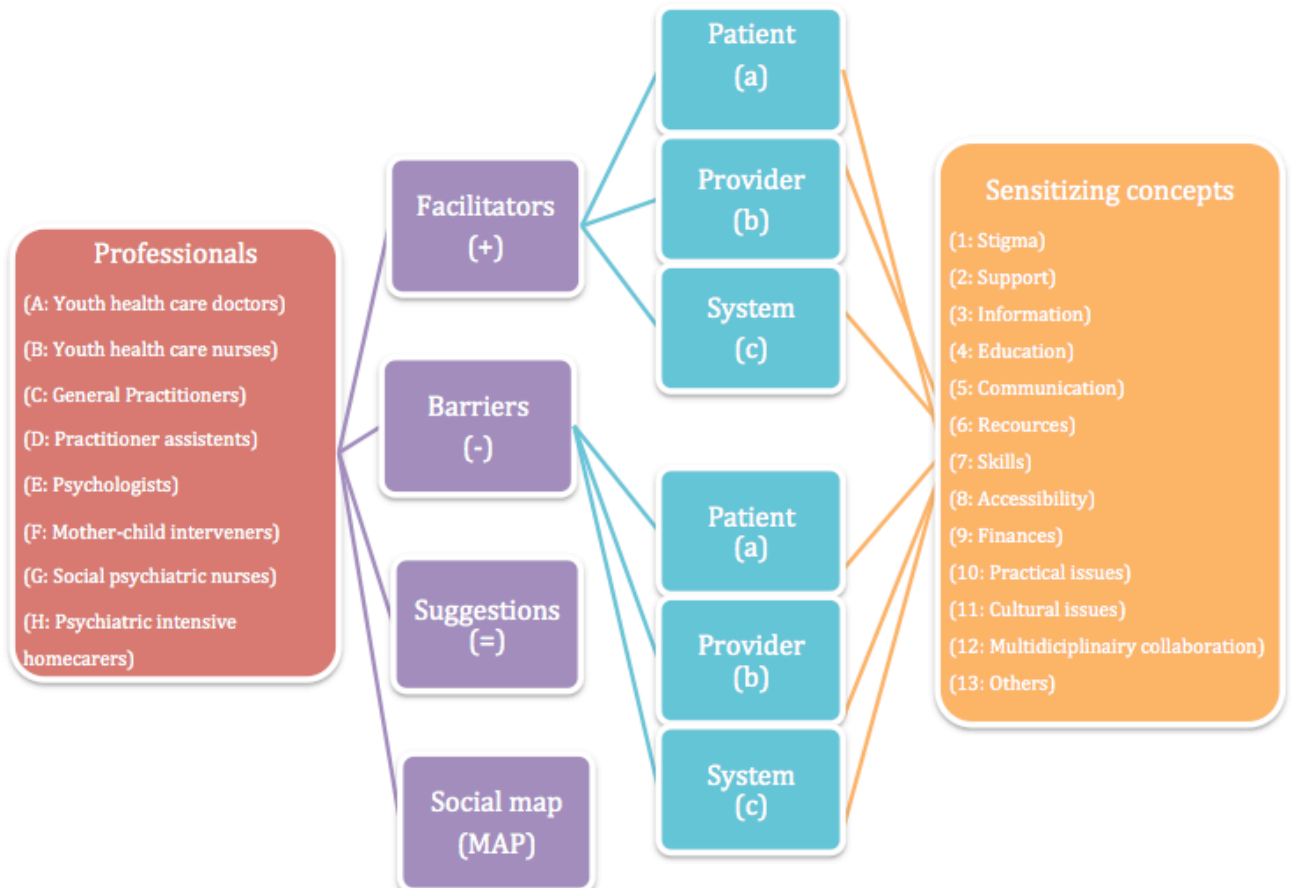 Professionals
(A: Youth health care doctors)
(B: Youth health care nurses)
(C: General Practitioners)
(D: Practitioner assistents)
(E: Psychologists)
(F: Mother-child interveners)
(G: Social psychiatric nurses)
(H: Psychiatric intensive
homecarers)
Facilitators
(+)
Barriers
(-)
Suggestions
(=)
Social map
(MAP)
Patient
(a)
Provider
(b)
System
(c)
Patient
(a)
Provider
(b)
System
(c)
Sensitizing concepts
(1: Stigma)
(2: Support)
(3: Information)
(4: Education)
(5: Communication)
(6: Recources)
(7: Skills)
(8: Accessibility)
(9: Finances)
(10: Practical issues)
(11: Cultural issues)
(12: Multidiciplinairy collaboration)
(13: Others)